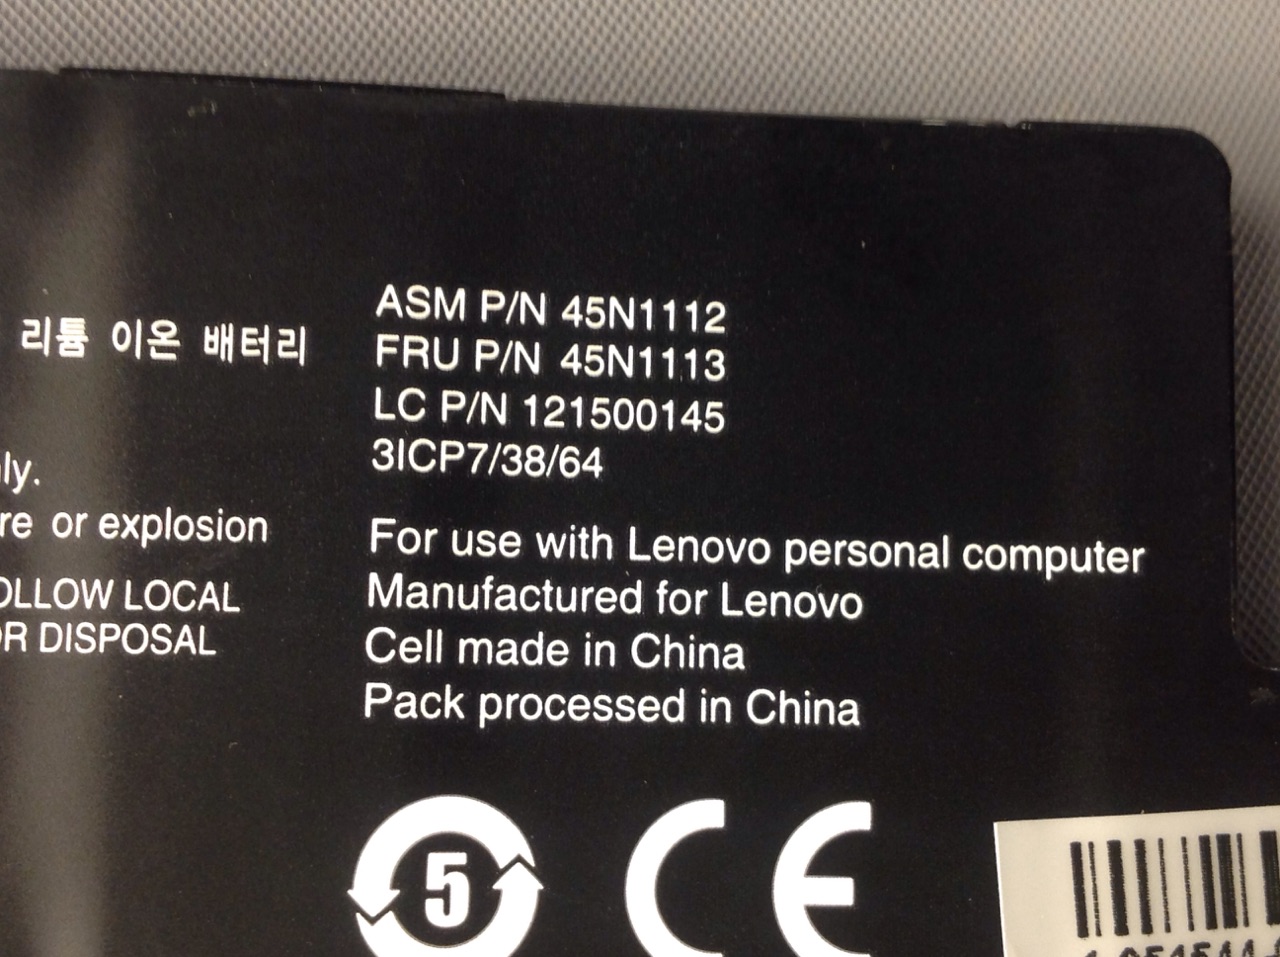 리튬 이온 배터리
ly.
re or explosion
OLLOW LOCAL
OR DISPOSAL
ASM P/N 45N1112
FRU P/N 45N1113
LC P/N 121500145
3ICP7/38/64
For use with Lenovo personal computer
Manufactured for Lenovo
Cell made in China
Pack processed in China
5
CE